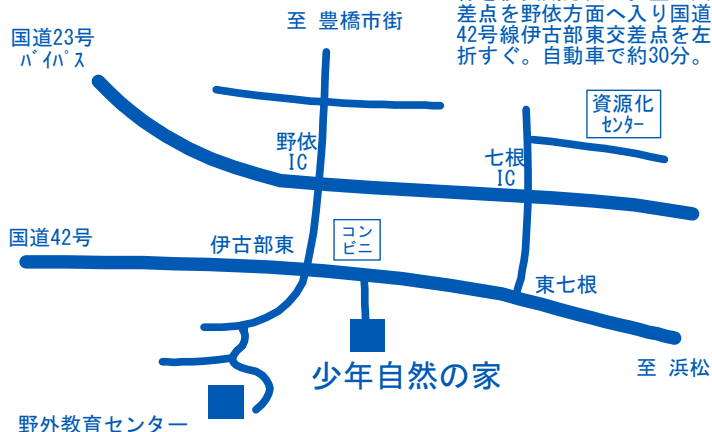 差点を野依方面へ入り国道
42号線伊古部東交差点を左
折すぐ。自動車で約30分。
至 豊橋市街
国道23号
バイパス
資源化
センター
野依
IC
七根
IC
国道42号
伊古部東
コン
ビニ
東七根
少年自然の家
至 浜松
野外教育センター